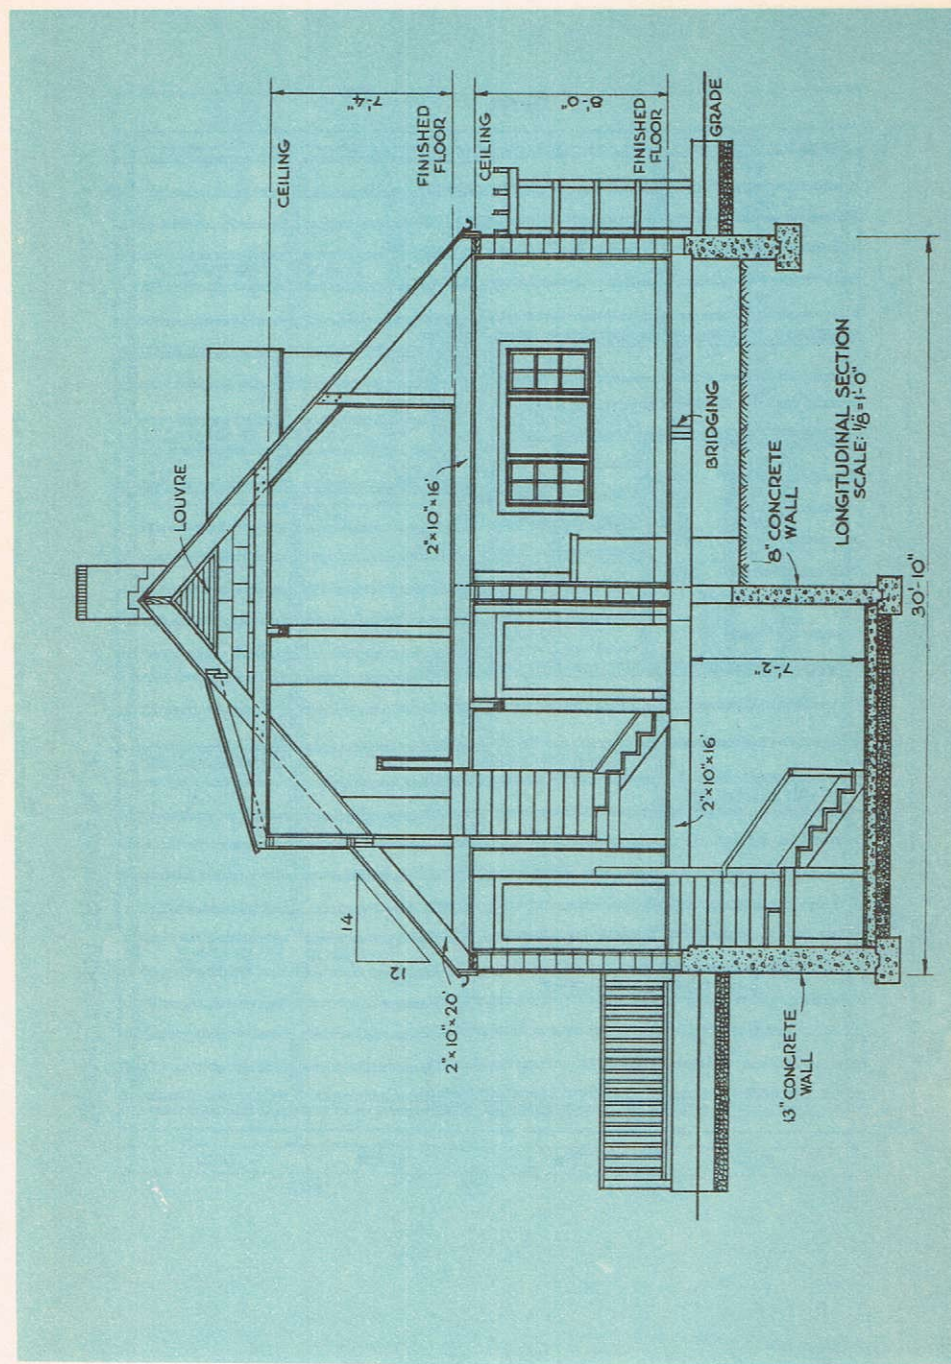 LOUVRE
CEILING
7'-4"
FINISHED
FLOOR
CEILING
8'-0"
FINISHED
FLOOR
GRADE
14
12
2"x10"x20'
2"x10"x16'
2"x10"x16'
BRIDGING
7'-2"
13" CONCRETE
WALL
8" CONCRETE
WALL
30'-10"
LONGITUDINAL SECTION
SCALE: 1/8"=1'-0"